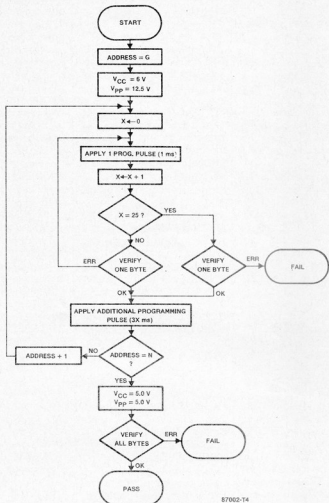 START
ADDRESS = G
VCC = 6 V
VPP = 12.5 V
X ← 0
APPLY 1 PROG. PULSE (1 ms)
X ← X + 1
X = 25 ?
YES
NO
ERR
VERIFY
ONE BYTE
VERIFY
ONE BYTE
ERR
FAIL
OK
OK
APPLY ADDITIONAL PROGRAMMING
PULSE (3X ms)
ADDRESS + 1
NO
ADDRESS = N
?
YES
VCC = 5.0 V
VPP = 5.0 V
VERIFY
ALL BYTES
ERR
FAIL
OK
PASS
87002-14